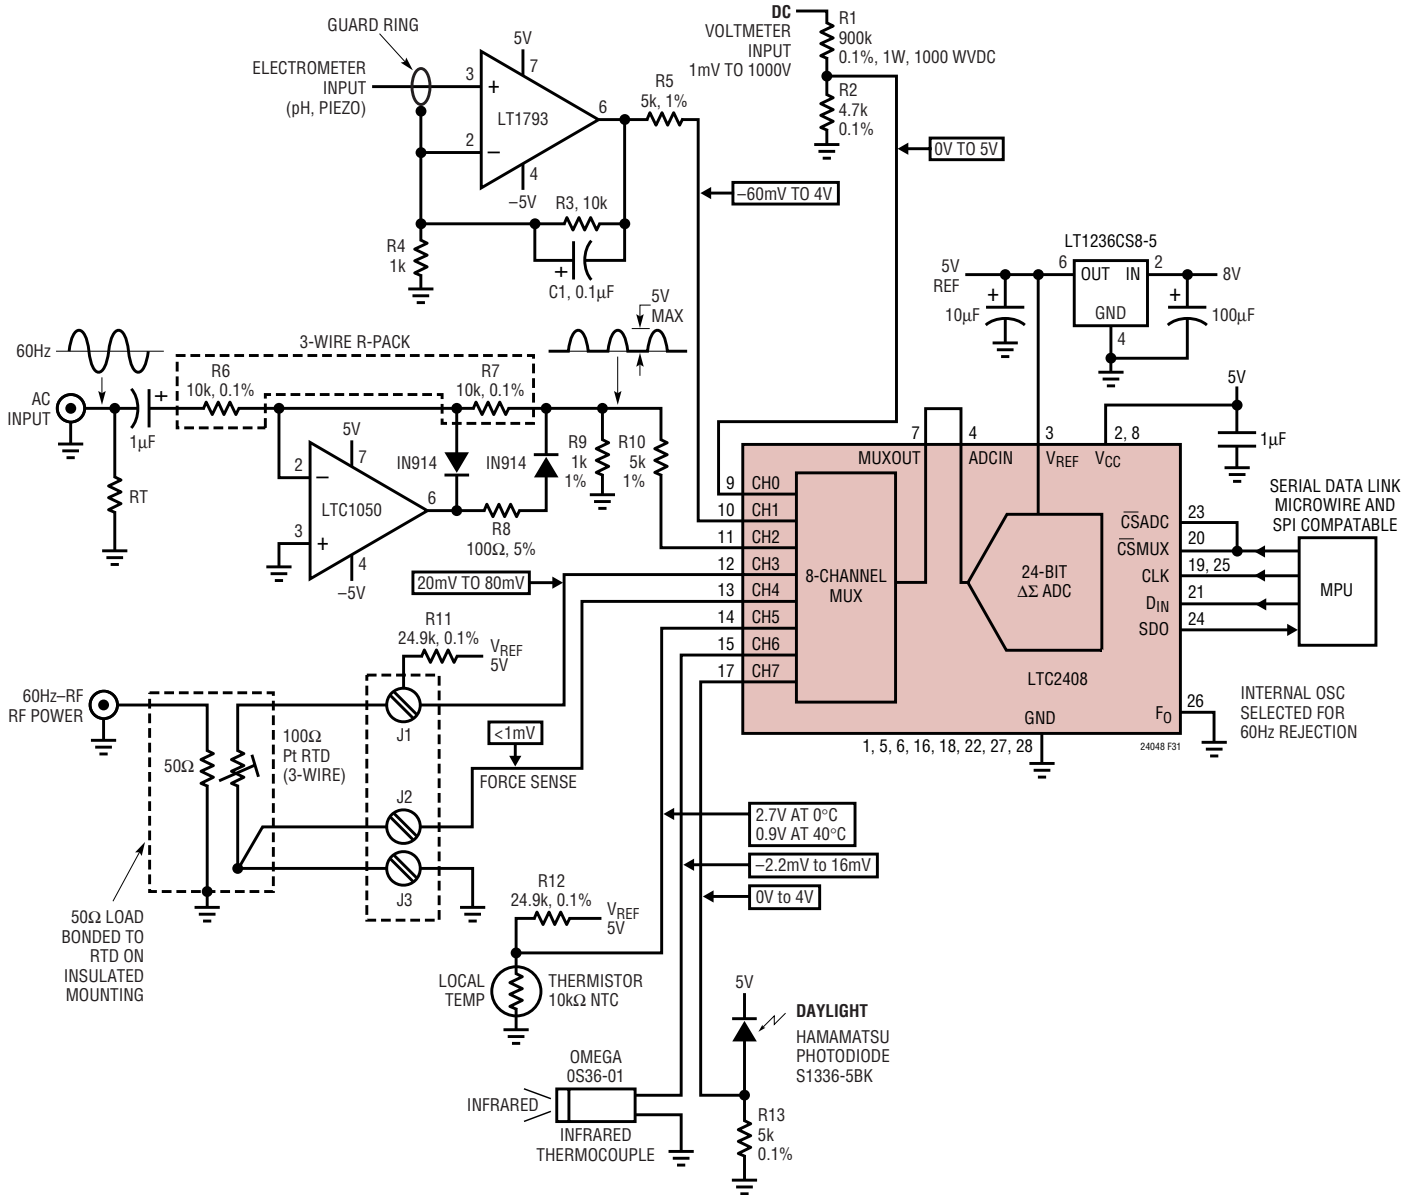 GUARD RING
ELECTROMETER
INPUT
(pH, PIEZO)
3
+
2
–
5V
7
LT1793
6
4
–5V
R5
5k, 1%
R3, 10k
+
C1, 0.1µF
R4
1k
DC
VOLTMETER
INPUT
1mV TO 1000V
R1
900k
0.1%, 1W, 1000 WVDC
R2
4.7k
0.1%
0V TO 5V
–60mV TO 4V
LT1236CS8-5
5V
REF
6
OUT
IN
2
8V
GND
4
+
10µF
+
100µF
5V
MAX
60Hz
3-WIRE R-PACK
AC
INPUT
+
1µF
RT
R6
10k, 0.1%
R7
10k, 0.1%
5V
7
2
–
LTC1050
6
3
+
4
–5V
IN914
IN914
R8
100Ω, 5%
R9
1k
1%
R10
5k
1%
5V
1µF
7
4
3
2, 8
MUXOUT
ADCIN
VREF
VCC
9
CH0
10
CH1
11
CH2
12
CH3
13
CH4
14
CH5
15
CH6
17
CH7
8-CHANNEL
MUX
24-BIT
ΔΣ ADC
LTC2408
GND
1, 5, 6, 16, 18, 22, 27, 28
CSADC
23
CSMUX
20
CLK
19, 25
DIN
21
SDO
24
FO
26
24048 F31
SERIAL DATA LINK
MICROWIRE AND
SPI COMPATABLE
MPU
INTERNAL OSC
SELECTED FOR
60Hz REJECTION
20mV TO 80mV
R11
24.9k, 0.1%
VREF
5V
60Hz–RF
RF POWER
50Ω
100Ω
Pt RTD
(3-WIRE)
J1
J2
J3
<1mV
FORCE SENSE
50Ω LOAD
BONDED TO
RTD ON
INSULATED
MOUNTING
2.7V AT 0°C
0.9V AT 40°C
–2.2mV to 16mV
0V to 4V
R12
24.9k, 0.1%
VREF
5V
LOCAL
TEMP
THERMISTOR
10kΩ NTC
5V
DAYLIGHT
HAMAMATSU
PHOTODIODE
S1336-5BK
OMEGA
0S36-01
INFRARED
INFRARED
THERMOCOUPLE
R13
5k
0.1%